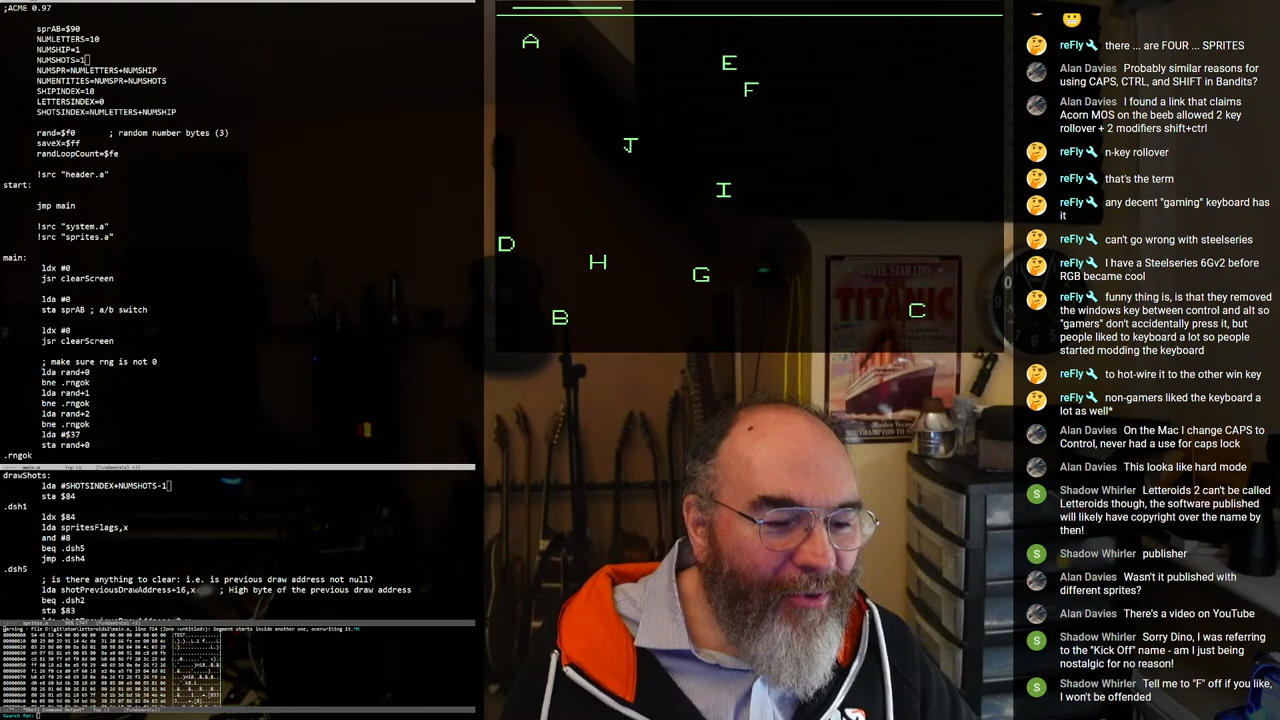 ;ACME 0.97
sprAB=$90
NUMLETTERS=10
NUMSHIP=1
NUMSHOTS=1
NUMSPR=NUMLETTERS+NUMSHIP
NUMENTITIES=NUMSPR+NUMSHOTS
SHIPINDEX=10
LETTERSINDEX=0
SHOTSINDEX=NUMLETTERS+NUMSHIP
rand=$f0 ; random number bytes (3)
saveX=$ff
randLoopCount=$fe
!src "header.a"
start:
jmp main
!src "system.a"
!src "sprites.a"
main:
ldx #0
jsr clearScreen
lda #0
sta sprAB ; a/b switch
ldx #0
jsr clearScreen
; make sure rng is not 0
lda rand+0
bne .rngok
lda rand+1
bne .rngok
lda rand+2
bne .rngok
lda #$37
sta rand+0
.rngok
drawShots:
lda #SHOTSINDEX+NUMSHOTS-1
sta $84
.dsh1
ldx $84
lda spritesFlags,x
and #8
beq .dsh5
jmp .dsh4
.dsh5
; is there anything to clear: i.e. is previous draw address not null?
lda shotPreviousDrawAddress+16,x ; High byte of the previous draw address
beq .dsh2
sta $83
A
E
F
J
I
D
H
G
B
C
WHITE STAR LINE
TITANIC
SOUTHAMPTON TO
reFly there ... are FOUR ... SPRITES
Alan Davies Probably similar reasons for
using CAPS, CTRL, and SHIFT in Bandits?
Alan Davies I found a link that claims
Acorn MOS on the beeb allowed 2 key
rollover + 2 modifiers shift+ctrl
reFly n-key rollover
reFly that's the term
reFly any decent "gaming" keyboard has
it
reFly can't go wrong with steelseries
reFly I have a Steelseries 6Gv2 before
RGB became cool
reFly funny thing is, is that they removed
the windows key between control and alt so
"gamers" don't accidentally press it, but
people liked to keyboard a lot so people
started modding the keyboard
reFly to hot-wire it to the other win key
reFly non-gamers liked the keyboard a
lot as well*
Alan Davies On the Mac I change CAPS to
Control, never had a use for caps lock
Alan Davies This looka like hard mode
S Shadow Whirler Letteroids 2 can't be called
Letteroids though, the software published
will likely have copyright over the name by
then!
S Shadow Whirler publisher
Alan Davies Wasn't it published with
different sprites?
Alan Davies There's a video on YouTube
S Shadow Whirler Sorry Dino, I was referring
to the "Kick Off" name - am I just being
nostalgic for no reason!
S Shadow Whirler Tell me to "F" off if you like,
I won't be offended